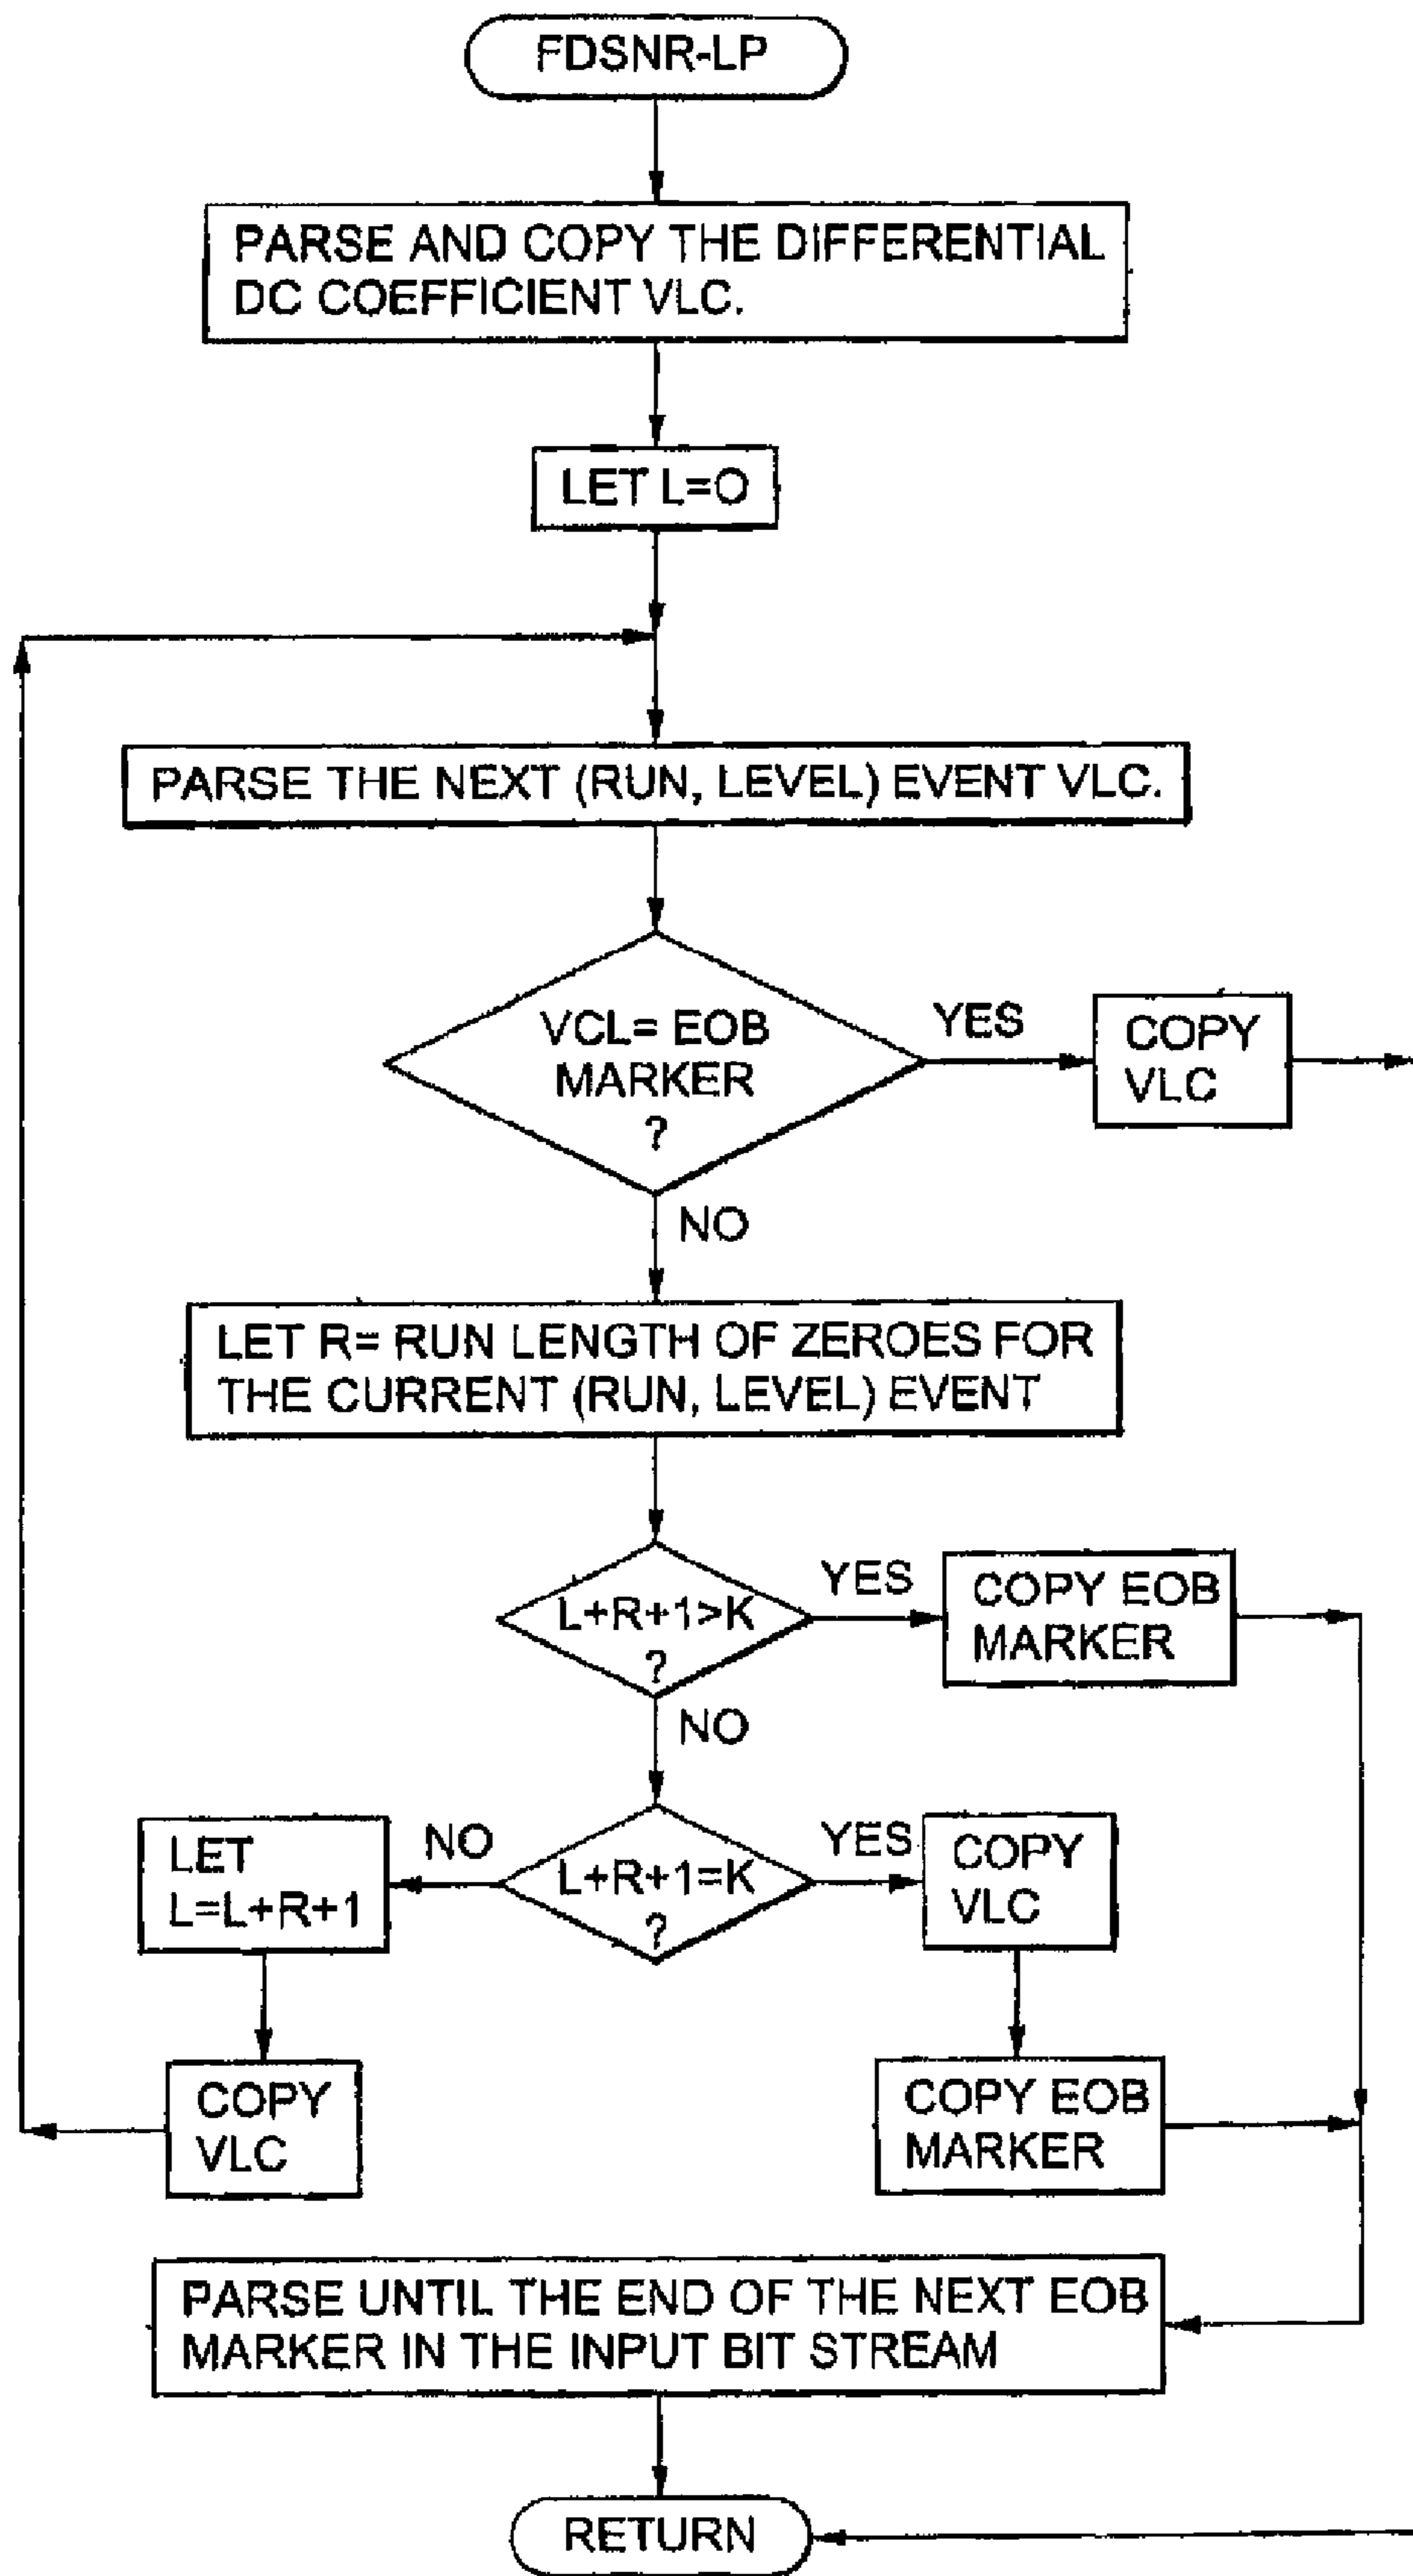 FDSNR-LP
PARSE AND COPY THE DIFFERENTIAL
DC COEFFICIENT VLC.
LET L=O
PARSE THE NEXT (RUN, LEVEL) EVENT VLC.
VCL= EOB
MARKER
?
YES
COPY
VLC
NO
LET R= RUN LENGTH OF ZEROES FOR
THE CURRENT (RUN, LEVEL) EVENT
L+R+1>K
?
YES
COPY EOB
MARKER
NO
L+R+1=K
?
NO
LET
L=L+R+1
COPY
VLC
YES
COPY
VLC
COPY EOB
MARKER
PARSE UNTIL THE END OF THE NEXT EOB
MARKER IN THE INPUT BIT STREAM
RETURN